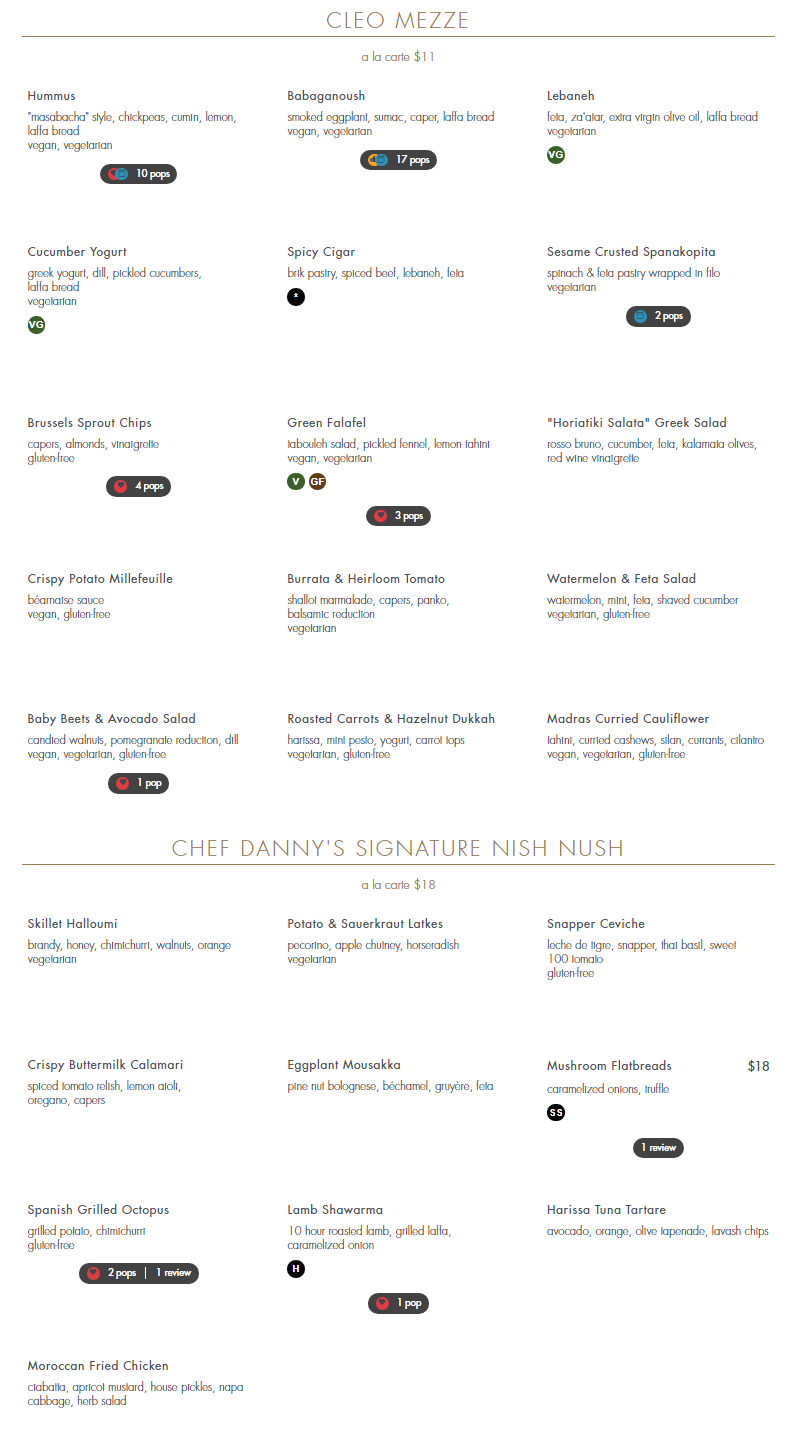 CLEO MEZZE
a la carte $11
Hummus
"masabacha" style, chickpeas, cumin, lemon,
laffa bread
vegan, vegetarian
10 pops
Babaganoush
smoked eggplant, sumac, caper, laffa bread
vegan, vegetarian
17 pops
Lebaneh
feta, za'atar, extra virgin olive oil, laffa bread
vegetarian
VG
Cucumber Yogurt
greek yogurt, dill, pickled cucumbers,
laffa bread
vegetarian
VG
Spicy Cigar
brik pastry, spiced beef, lebaneh, feta
*
Sesame Crusted Spanakopita
spinach & feta pastry wrapped in filo
vegetarian
2 pops
Brussels Sprout Chips
capers, almonds, vinaigrette
gluten-free
4 pops
Green Falafel
tabouleh salad, pickled fennel, lemon tahini
vegan, vegetarian
V GF
3 pops
"Horiatiki Salata" Greek Salad
rosso bruno, cucumber, feta, kalamata olives,
red wine vinaigrette
Crispy Potato Millefeuille
béarnaise sauce
vegan, gluten-free
Burrata & Heirloom Tomato
shallot marmalade, capers, panko,
balsamic reduction
vegetarian
Watermelon & Feta Salad
watermelon, mint, feta, shaved cucumber
vegetarian, gluten-free
Baby Beets & Avocado Salad
candied walnuts, pomegranate reduction, dill
vegan, vegetarian, gluten-free
1 pop
Roasted Carrots & Hazelnut Dukkah
harissa, mint pesto, yogurt, carrot tops
vegetarian, gluten-free
Madras Curried Cauliflower
tahini, curried cashews, silan, currants, cilantro
vegan, vegetarian, gluten-free
CHEF DANNY'S SIGNATURE NISH NUSH
a la carte $18
Skillet Halloumi
brandy, honey, chimichurri, walnuts, orange
vegetarian
Potato & Sauerkraut Latkes
pecorino, apple chutney, horseradish
vegetarian
Snapper Ceviche
leche de tigre, snapper, thai basil, sweet
100 tomato
gluten-free
Crispy Buttermilk Calamari
spiced tomato relish, lemon aioli,
oregano, capers
Eggplant Mousakka
pine nut bolognese, béchamel, gruyère, feta
Mushroom Flatbreads $18
caramelized onions, truffle
SS
1 review
Spanish Grilled Octopus
grilled potato, chimichurri
gluten-free
2 pops | 1 review
Lamb Shawarma
10 hour roasted lamb, grilled laffa,
caramelized onion
H
1 pop
Harissa Tuna Tartare
avocado, orange, olive tapenade, lavash chips
Moroccan Fried Chicken
ciabatta, apricot mustard, house pickles, napa
cabbage, herb salad